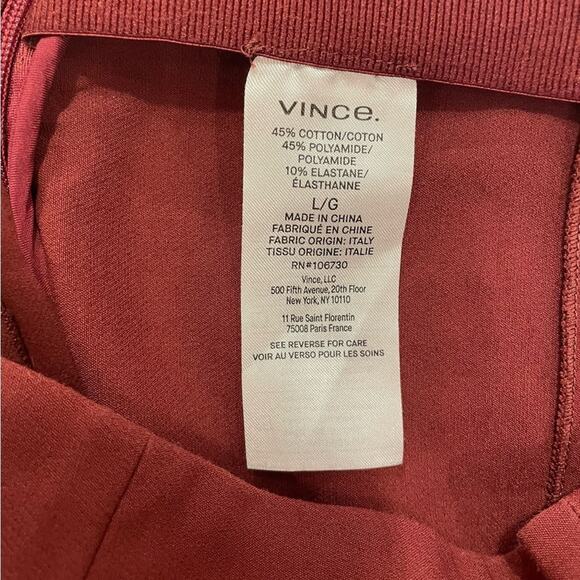 VINCE.
45% COTTON/COTON
45% POLYAMIDE/
POLYAMIDE
10% ELASTANE/
ÉLASTHANNE
L/G
MADE IN CHINA
FABRIQUÉ EN CHINE
FABRIC ORIGIN: ITALY
TISSU ORIGINE: ITALIE
RN#106730
Vince, LLC
500 Fifth Avenue, 20th Floor
New York, NY 10110
11 Rue Saint Florentin
75008 Paris France
SEE REVERSE FOR CARE
VOIR AU VERSO POUR LES SOINS